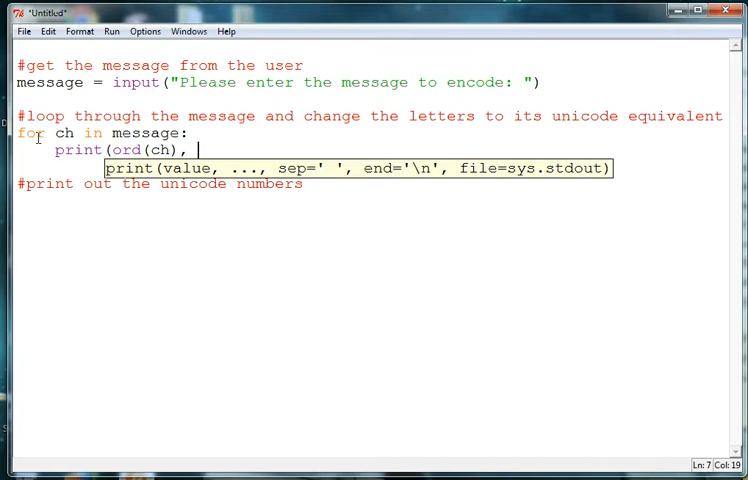 *Untitled*
File Edit Format Run Options Windows Help
#get the message from the user
message = input("Please enter the message to encode: ")
#loop through the message and change the letters to its unicode equivalent
for ch in message:
print(ord(ch),
print(value, ..., sep=' ', end='\n', file=sys.stdout)
#print out the unicode numbers
Ln: 7 Col: 19